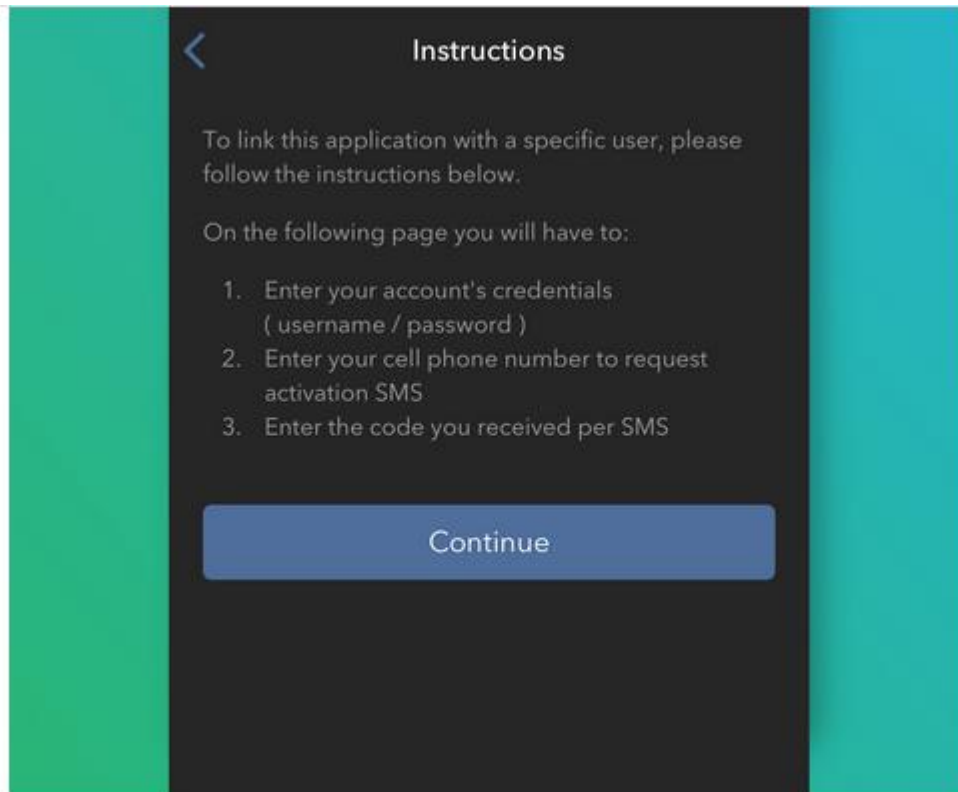 Instructions
To link this application with a specific user, please
follow the instructions below.
On the following page you will have to:
1. Enter your account's credentials
( username / password )
2. Enter your cell phone number to request
activation SMS
3. Enter the code you received per SMS
Continue